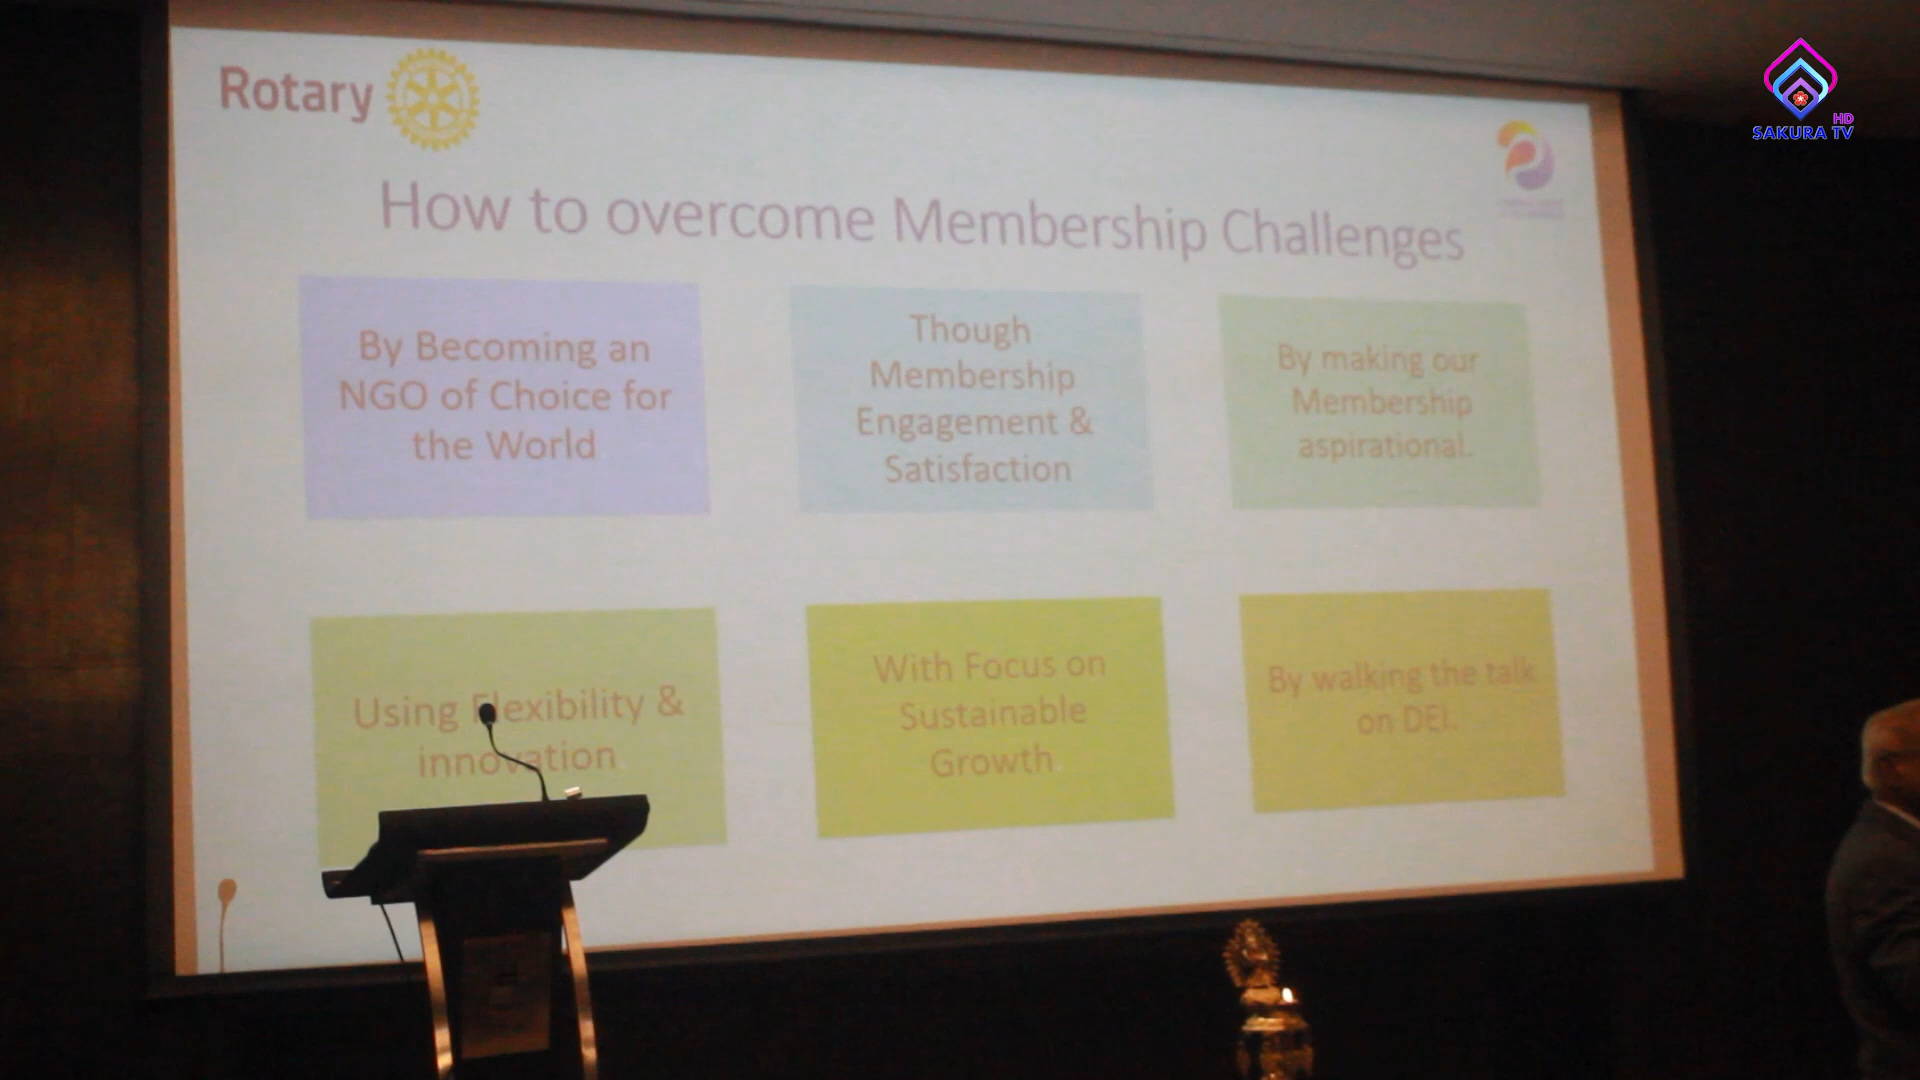 Rotary
HD
SAKURA TV
How to overcome Membership Challenges
By Becoming an
NGO of Choice for
the World
Though
Membership
Engagement &
Satisfaction
By making our
Membership
aspirational.
Using Flexibility &
innovation
With Focus on
Sustainable
Growth.
By walking the talk
on DEI.